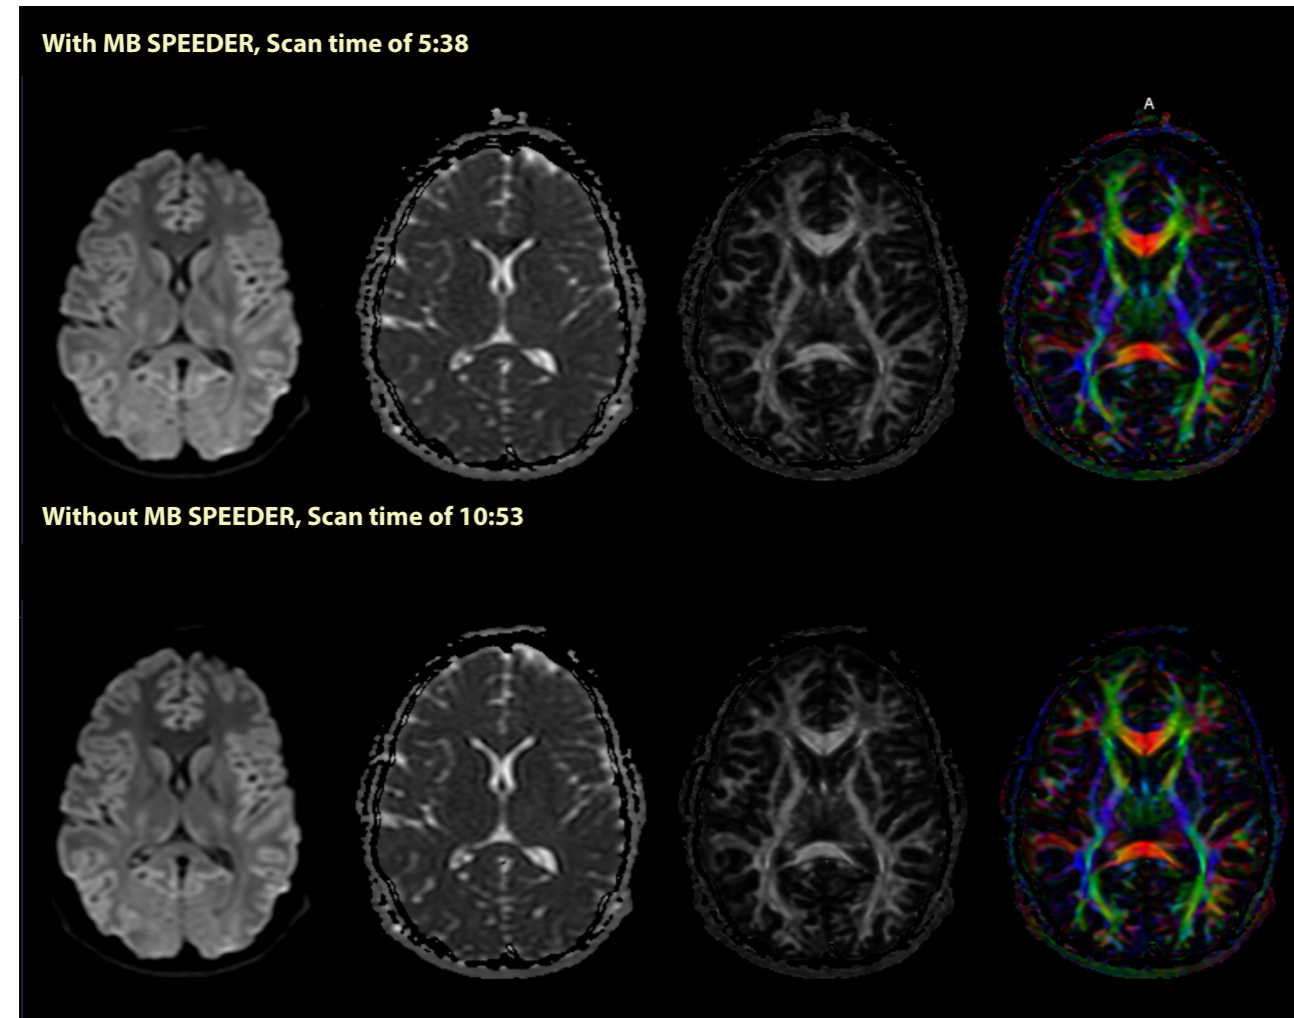 With MB SPEEDER, Scan time of 5:38
A
Without MB SPEEDER, Scan time of 10:53